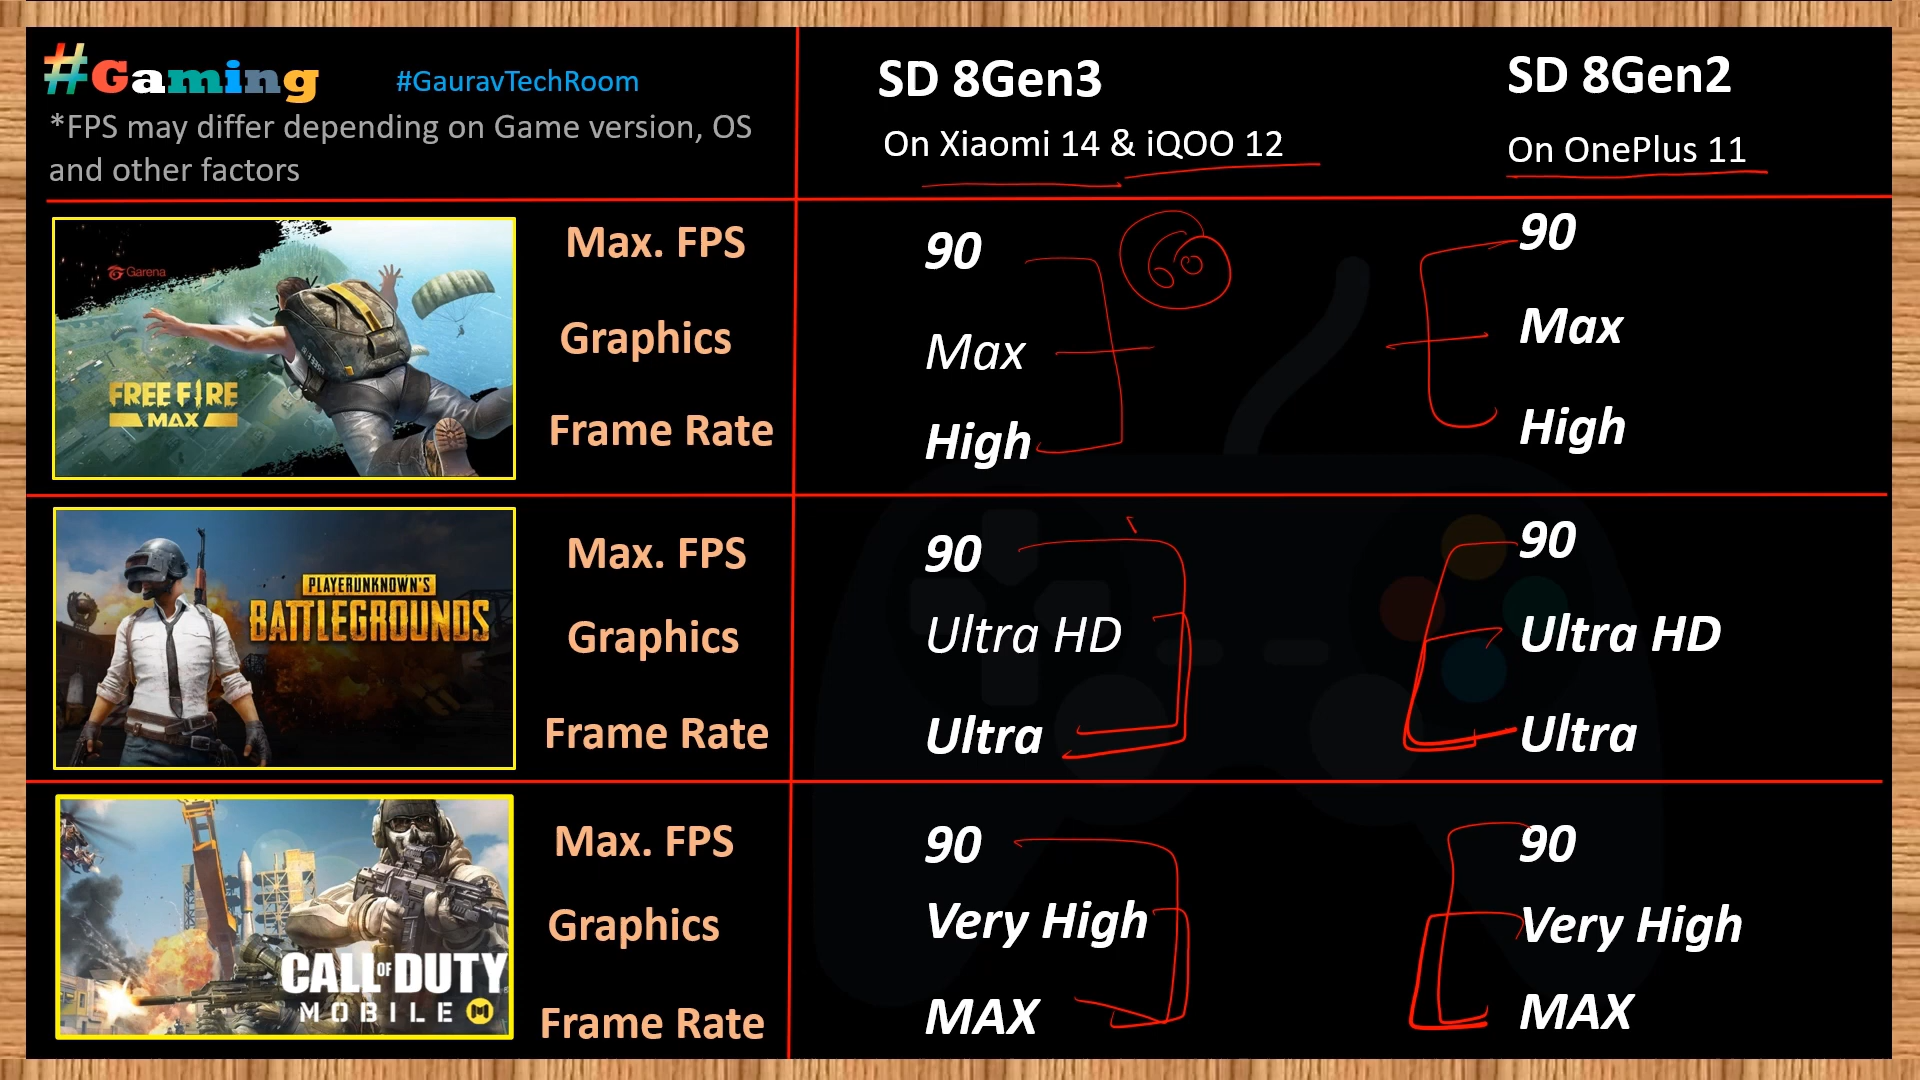 #Gaming
#GauravTechRoom
*FPS may differ depending on Game version, OS
and other factors
SD 8Gen3
On Xiaomi 14 & iQOO 12
SD 8Gen2
On OnePlus 11
Garena
FREE FIRE
MAX
Max. FPS
90
60
90
Graphics
Max
Max
Frame Rate
High
High
PLAYERUNKNOWN'S
BATTLEGROUNDS
Max. FPS
90
90
Graphics
Ultra HD
Ultra HD
Frame Rate
Ultra
Ultra
CALL OF DUTY
MOBILE
Max. FPS
90
90
Graphics
Very High
Very High
Frame Rate
MAX
MAX